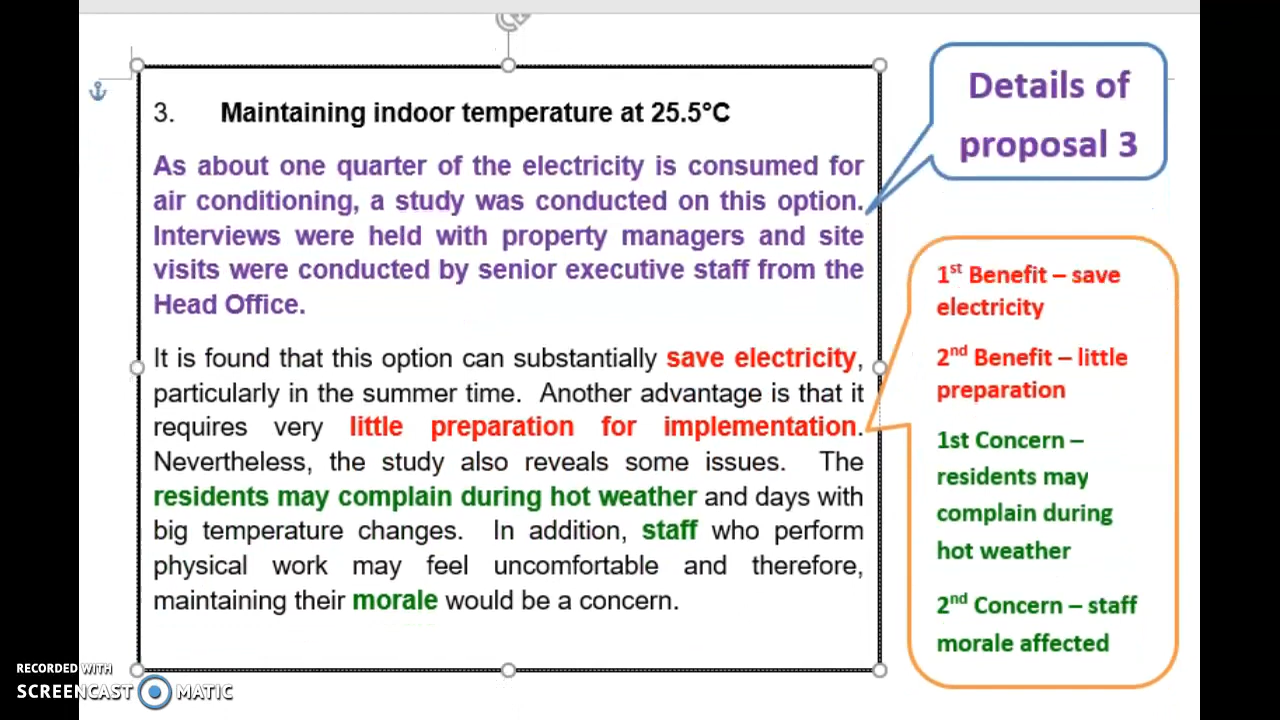 3. Maintaining indoor temperature at 25.5°C
As about one quarter of the electricity is consumed for
air conditioning, a study was conducted on this option.
Interviews were held with property managers and site
visits were conducted by senior executive staff from the
Head Office.
It is found that this option can substantially save electricity,
particularly in the summer time. Another advantage is that it
requires very little preparation for implementation.
Nevertheless, the study also reveals some issues. The
residents may complain during hot weather and days with
big temperature changes. In addition, staff who perform
physical work may feel uncomfortable and therefore,
maintaining their morale would be a concern.
Details of
proposal 3
1st Benefit – save
electricity
2nd Benefit – little
preparation
1st Concern –
residents may
complain during
hot weather
2nd Concern – staff
morale affected
RECORDED WITH
SCREENCAST MATIC